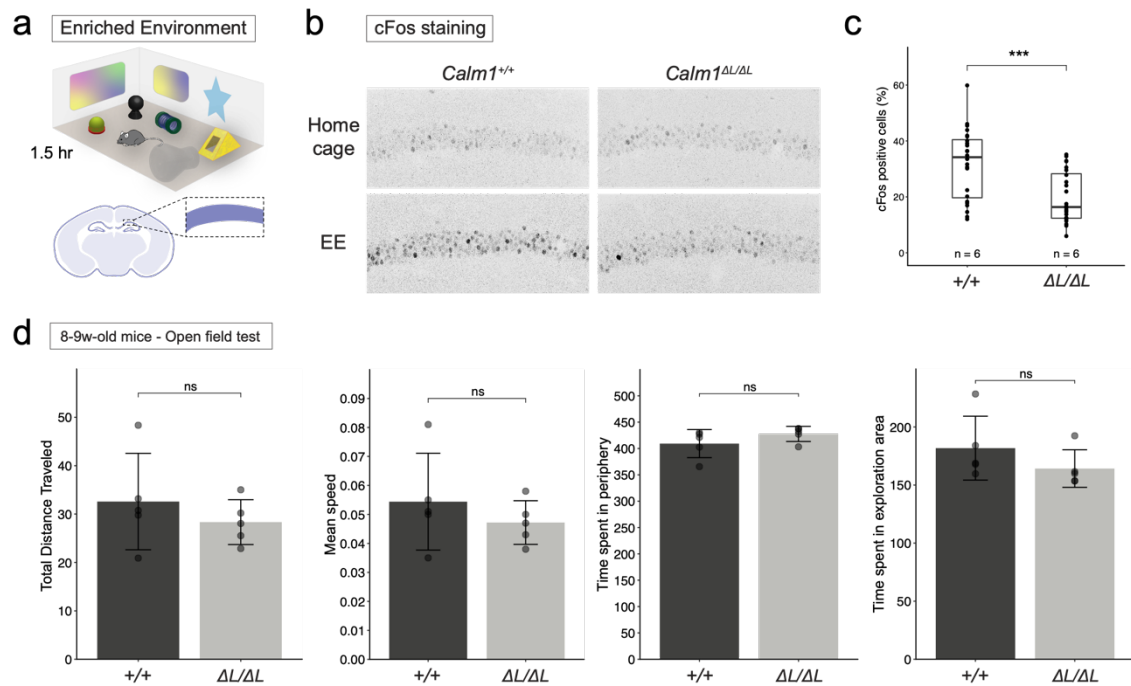 a
Enriched Environment
1.5 hr
b
cFos staining
Calm1+/+
Calm1ΔL/ΔL
Home
cage
EE
c
cFos positive cells (%)
60
40
20
0
***
n = 6
n = 6
+/+
ΔL/ΔL
d
8-9w-old mice - Open field test
Total Distance Traveled
50
40
30
20
10
0
ns
+/+
ΔL/ΔL
Mean speed
0.09
0.08
0.07
0.06
0.05
0.04
0.03
0.02
0.01
0.00
ns
+/+
ΔL/ΔL
Time spent in periphery
500
450
400
350
300
250
200
150
100
50
0
ns
+/+
ΔL/ΔL
Time spent in exploration area
200
150
100
50
0
ns
+/+
ΔL/ΔL